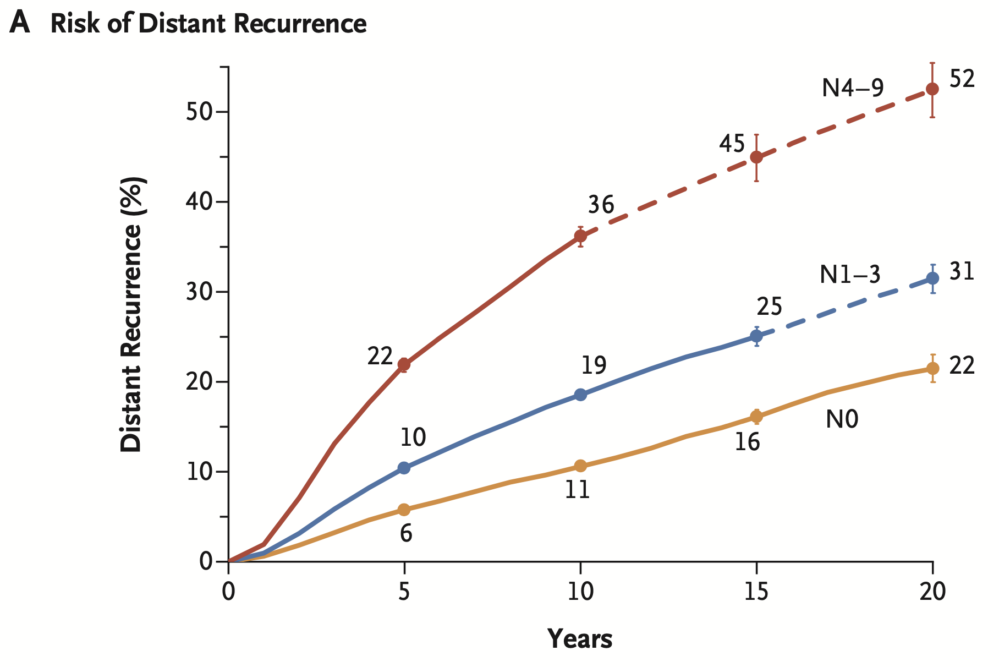 A Risk of Distant Recurrence
Distant Recurrence (%)
50
40
30
20
10
0
N4–9
52
45
36
22
N1–3
31
25
19
10
22
N0
16
11
6
0 5 10 15 20
Years